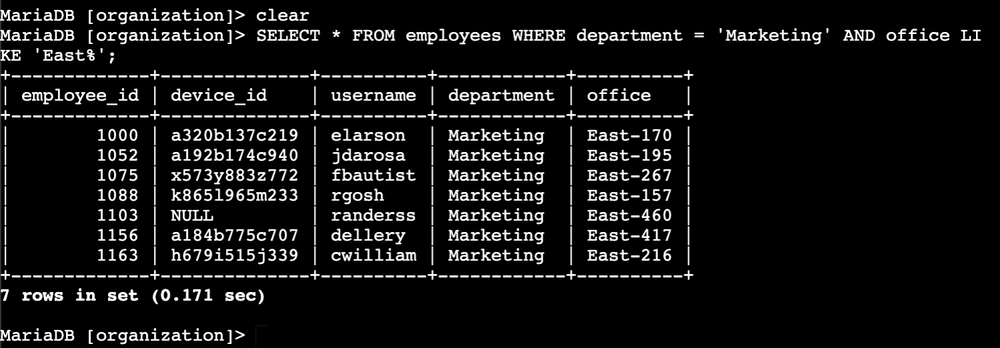 MariaDB [organization]> clear
MariaDB [organization]> SELECT * FROM employees WHERE department = 'Marketing' AND office LI
KE 'East%';
+-------------+--------------+----------+------------+----------+
| employee_id | device_id    | username | department | office   |
+-------------+--------------+----------+------------+----------+
|        1000 | a320b137c219 | elarson  | Marketing  | East-170 |
|        1052 | a192b174c940 | jdarosa  | Marketing  | East-195 |
|        1075 | x573y883z772 | fbautist | Marketing  | East-267 |
|        1088 | k865l965m233 | rgosh    | Marketing  | East-157 |
|        1103 | NULL         | randerss | Marketing  | East-460 |
|        1156 | a184b775c707 | dellery  | Marketing  | East-417 |
|        1163 | h679i515j339 | cwilliam | Marketing  | East-216 |
+-------------+--------------+----------+------------+----------+
7 rows in set (0.171 sec)
MariaDB [organization]>